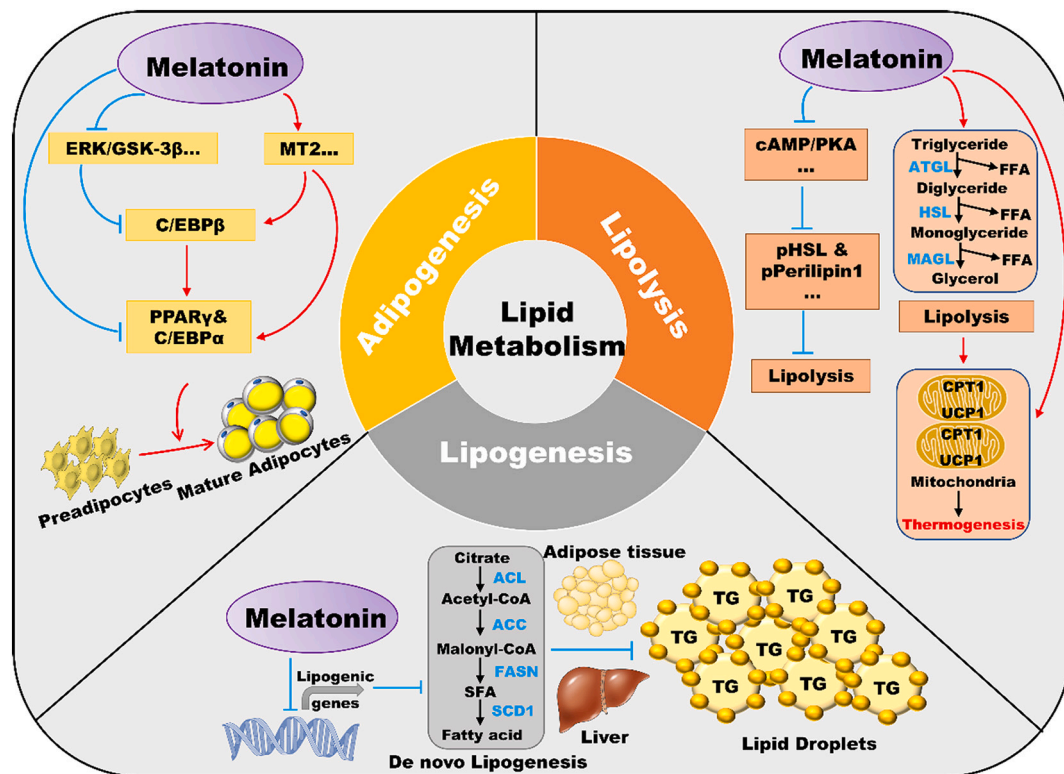 Melatonin
ERK/GSK-3β...
MT2...
C/EBPβ
PPARγ&
C/EBPα
Preadipocytes
Mature Adipocytes
Adipogenesis
Lipolysis
Lipogenesis
Lipid
Metabolism
Melatonin
cAMP/PKA
...
pHSL &
pPerilipin1
...
Lipolysis
Triglyceride
ATGL
FFA
Diglyceride
HSL
FFA
Monoglyceride
MAGL
FFA
Glycerol
Lipolysis
CPT1
UCP1
CPT1
UCP1
Mitochondria
Thermogenesis
Melatonin
Lipogenic
genes
Citrate
ACL
Acetyl-CoA
ACC
Malonyl-CoA
FASN
SFA
SCD1
Fatty acid
De novo Lipogenesis
Adipose tissue
Liver
TG
TG
TG
TG
TG
TG
TG
TG
Lipid Droplets